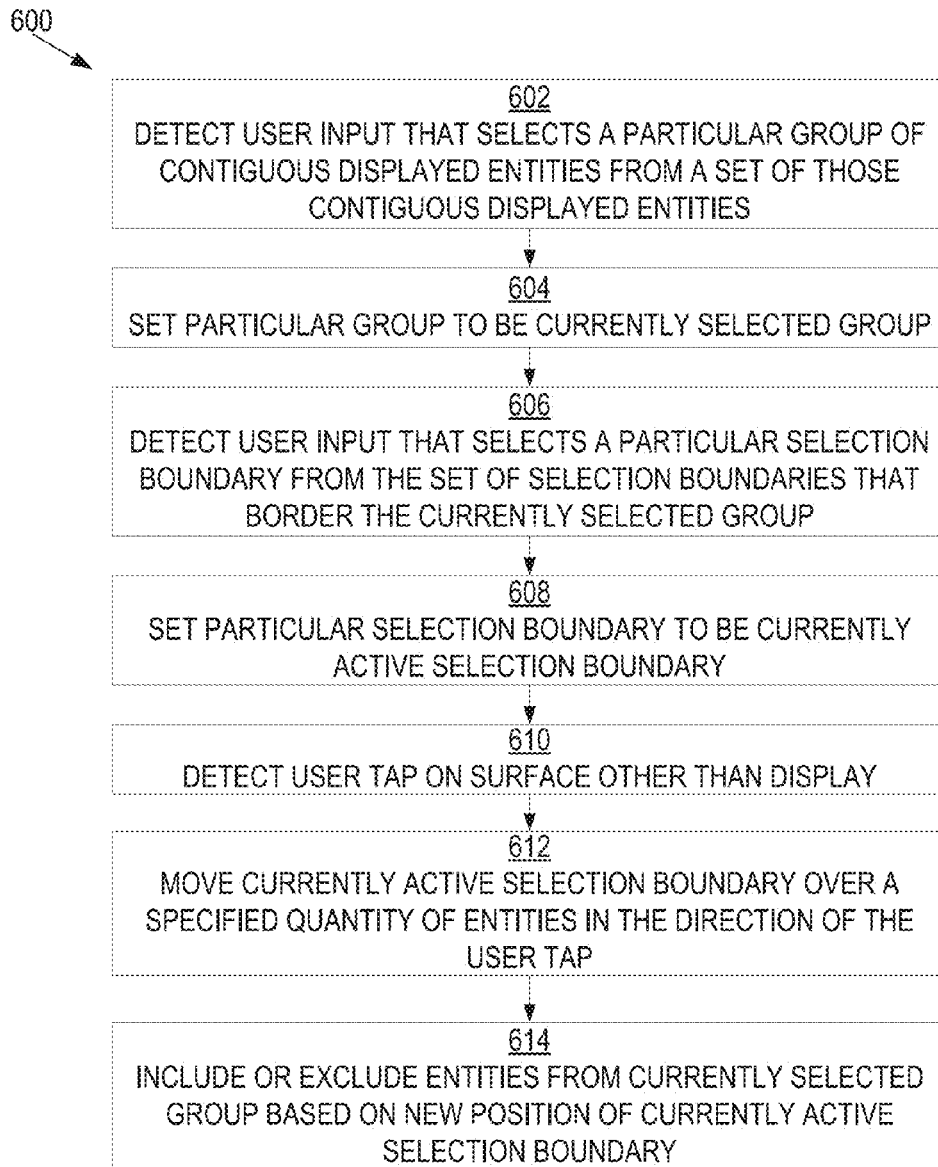 600
602
DETECT USER INPUT THAT SELECTS A PARTICULAR GROUP OF
CONTIGUOUS DISPLAYED ENTITIES FROM A SET OF THOSE
CONTIGUOUS DISPLAYED ENTITIES
604
SET PARTICULAR GROUP TO BE CURRENTLY SELECTED GROUP
606
DETECT USER INPUT THAT SELECTS A PARTICULAR SELECTION
BOUNDARY FROM THE SET OF SELECTION BOUNDARIES THAT
BORDER THE CURRENTLY SELECTED GROUP
608
SET PARTICULAR SELECTION BOUNDARY TO BE CURRENTLY
ACTIVE SELECTION BOUNDARY
610
DETECT USER TAP ON SURFACE OTHER THAN DISPLAY
612
MOVE CURRENTLY ACTIVE SELECTION BOUNDARY OVER A
SPECIFIED QUANTITY OF ENTITIES IN THE DIRECTION OF THE
USER TAP
614
INCLUDE OR EXCLUDE ENTITIES FROM CURRENTLY SELECTED
GROUP BASED ON NEW POSITION OF CURRENTLY ACTIVE
SELECTION BOUNDARY